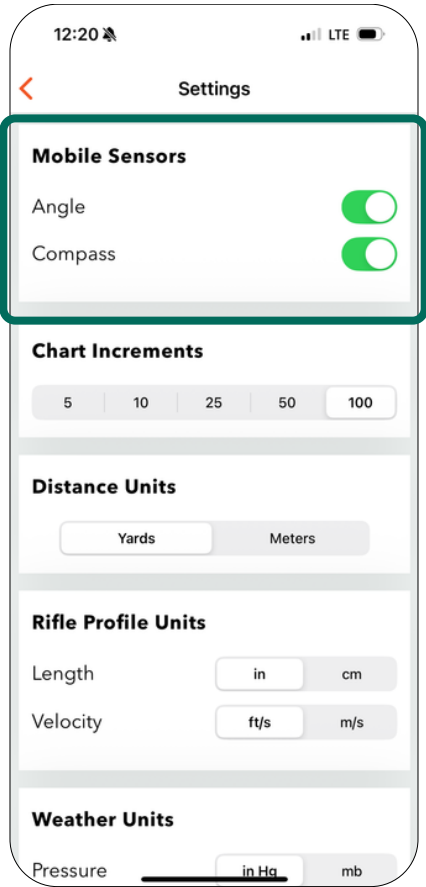 12:20 LTE
Settings
Mobile Sensors
Angle
Compass
Chart Increments
5 10 25 50 100
Distance Units
Yards Meters
Rifle Profile Units
Length in cm
Velocity ft/s m/s
Weather Units
Pressure in Hg mb